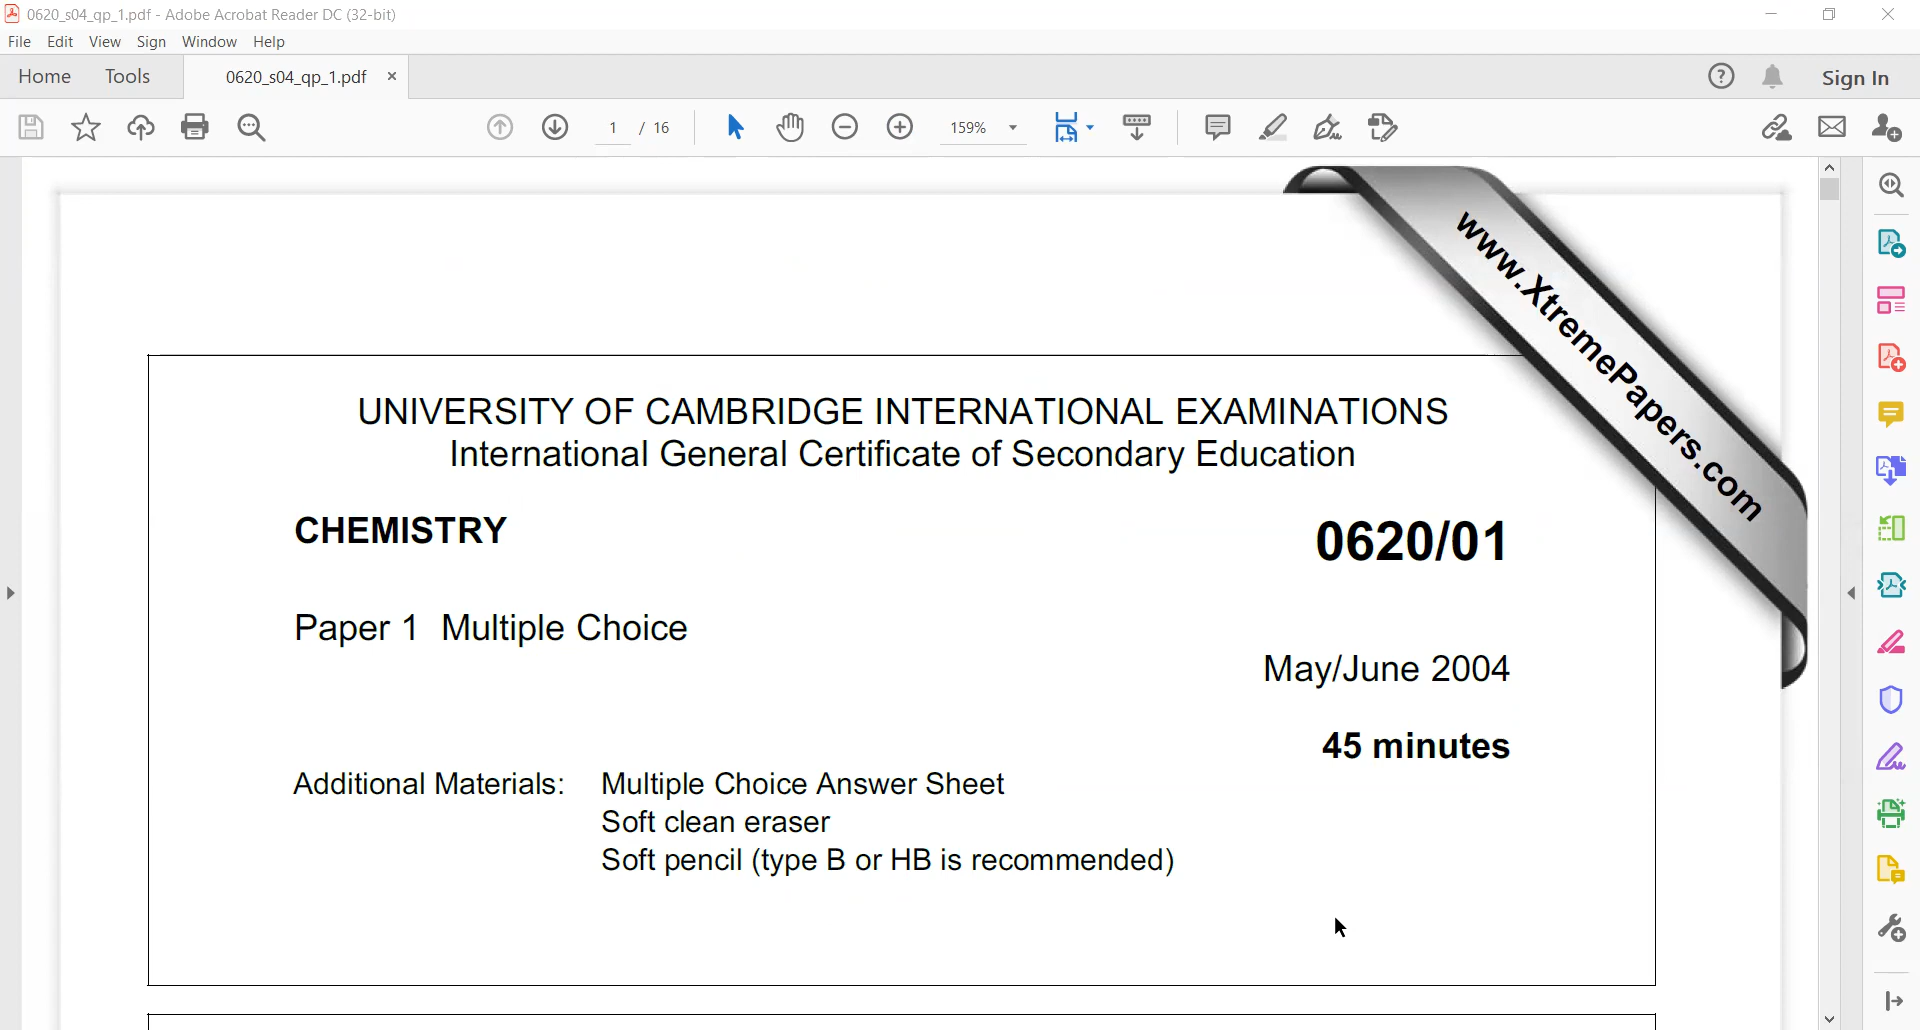 0620_s04_qp_1.pdf - Adobe Acrobat Reader DC (32-bit)
File Edit View Sign Window Help
Home Tools 0620_s04_qp_1.pdf × Sign In
1 / 16 159%
www.XtremePapers.com
UNIVERSITY OF CAMBRIDGE INTERNATIONAL EXAMINATIONS
International General Certificate of Secondary Education
CHEMISTRY 0620/01
Paper 1 Multiple Choice
May/June 2004
45 minutes
Additional Materials: Multiple Choice Answer Sheet
Soft clean eraser
Soft pencil (type B or HB is recommended)